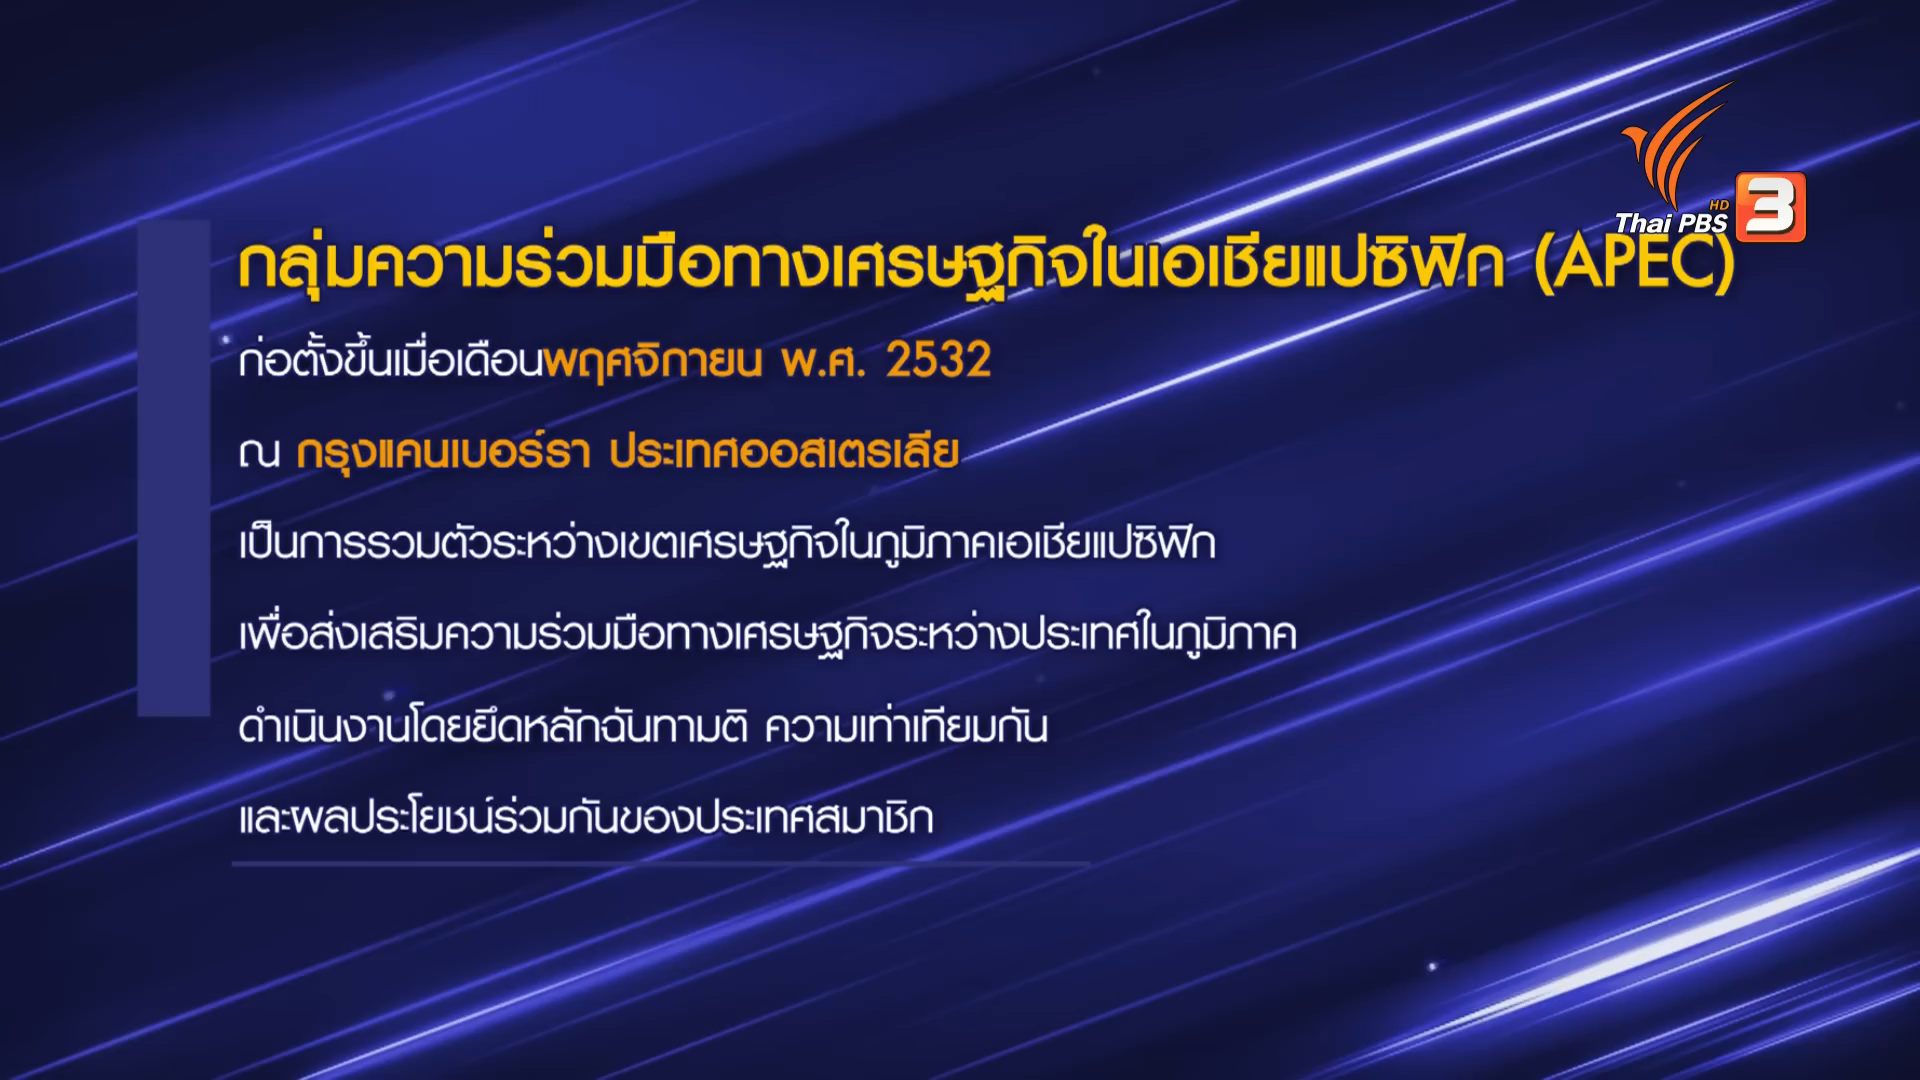 Thai PBS HD 3
กลุ่มความร่วมมือทางเศรษฐกิจในเอเชียแปซิฟิก (APEC)
ก่อตั้งขึ้นเมื่อเดือนพฤศจิกายน พ.ศ. 2532
ณ กรุงแคนเบอร์รา ประเทศออสเตรเลีย
เป็นการรวมตัวระหว่างเขตเศรษฐกิจในภูมิภาคเอเชียแปซิฟิก
เพื่อส่งเสริมความร่วมมือทางเศรษฐกิจระหว่างประเทศในภูมิภาค
ดำเนินงานโดยยึดหลักฉันทามติ ความเท่าเทียมกัน
และผลประโยชน์ร่วมกันของประเทศสมาชิก